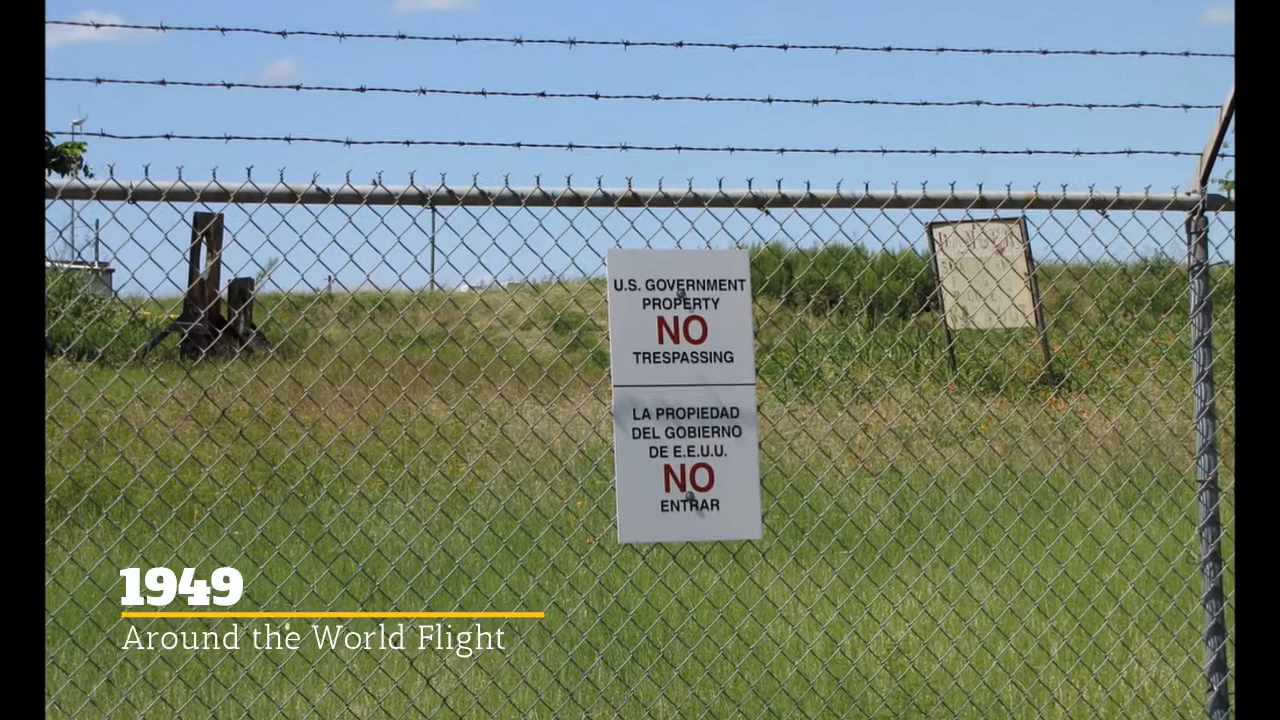 U.S. GOVERNMENT
PROPERTY
NO
TRESPASSING
LA PROPIEDAD
DEL GOBIERNO
DE E.E.U.U.
NO
ENTRAR
1949
Around the World Flight